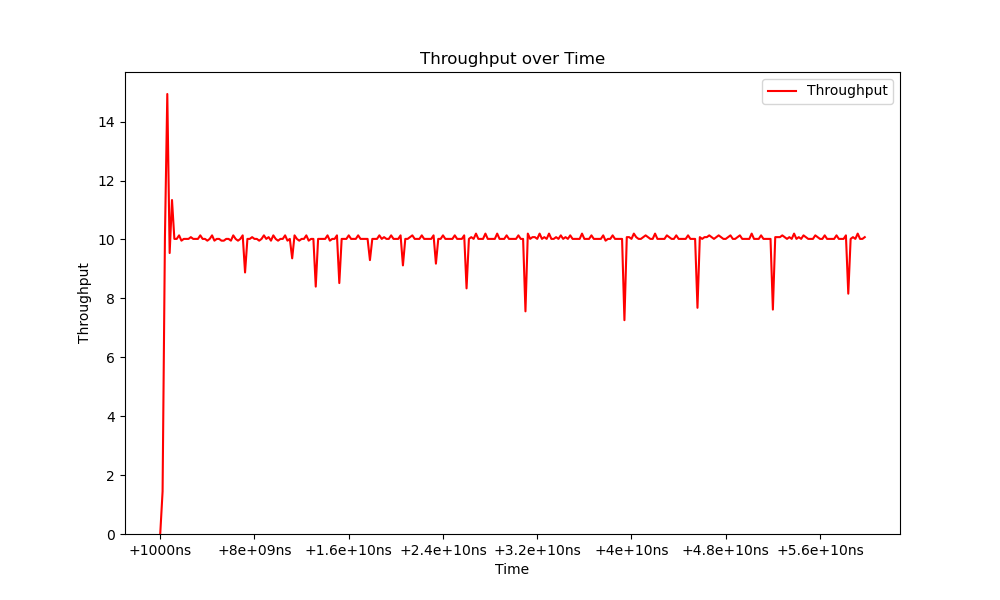 Throughput over Time
Throughput
Throughput
14
12
10
8
6
4
2
0
+1000ns +8e+09ns +1.6e+10ns +2.4e+10ns +3.2e+10ns +4e+10ns +4.8e+10ns +5.6e+10ns
Time